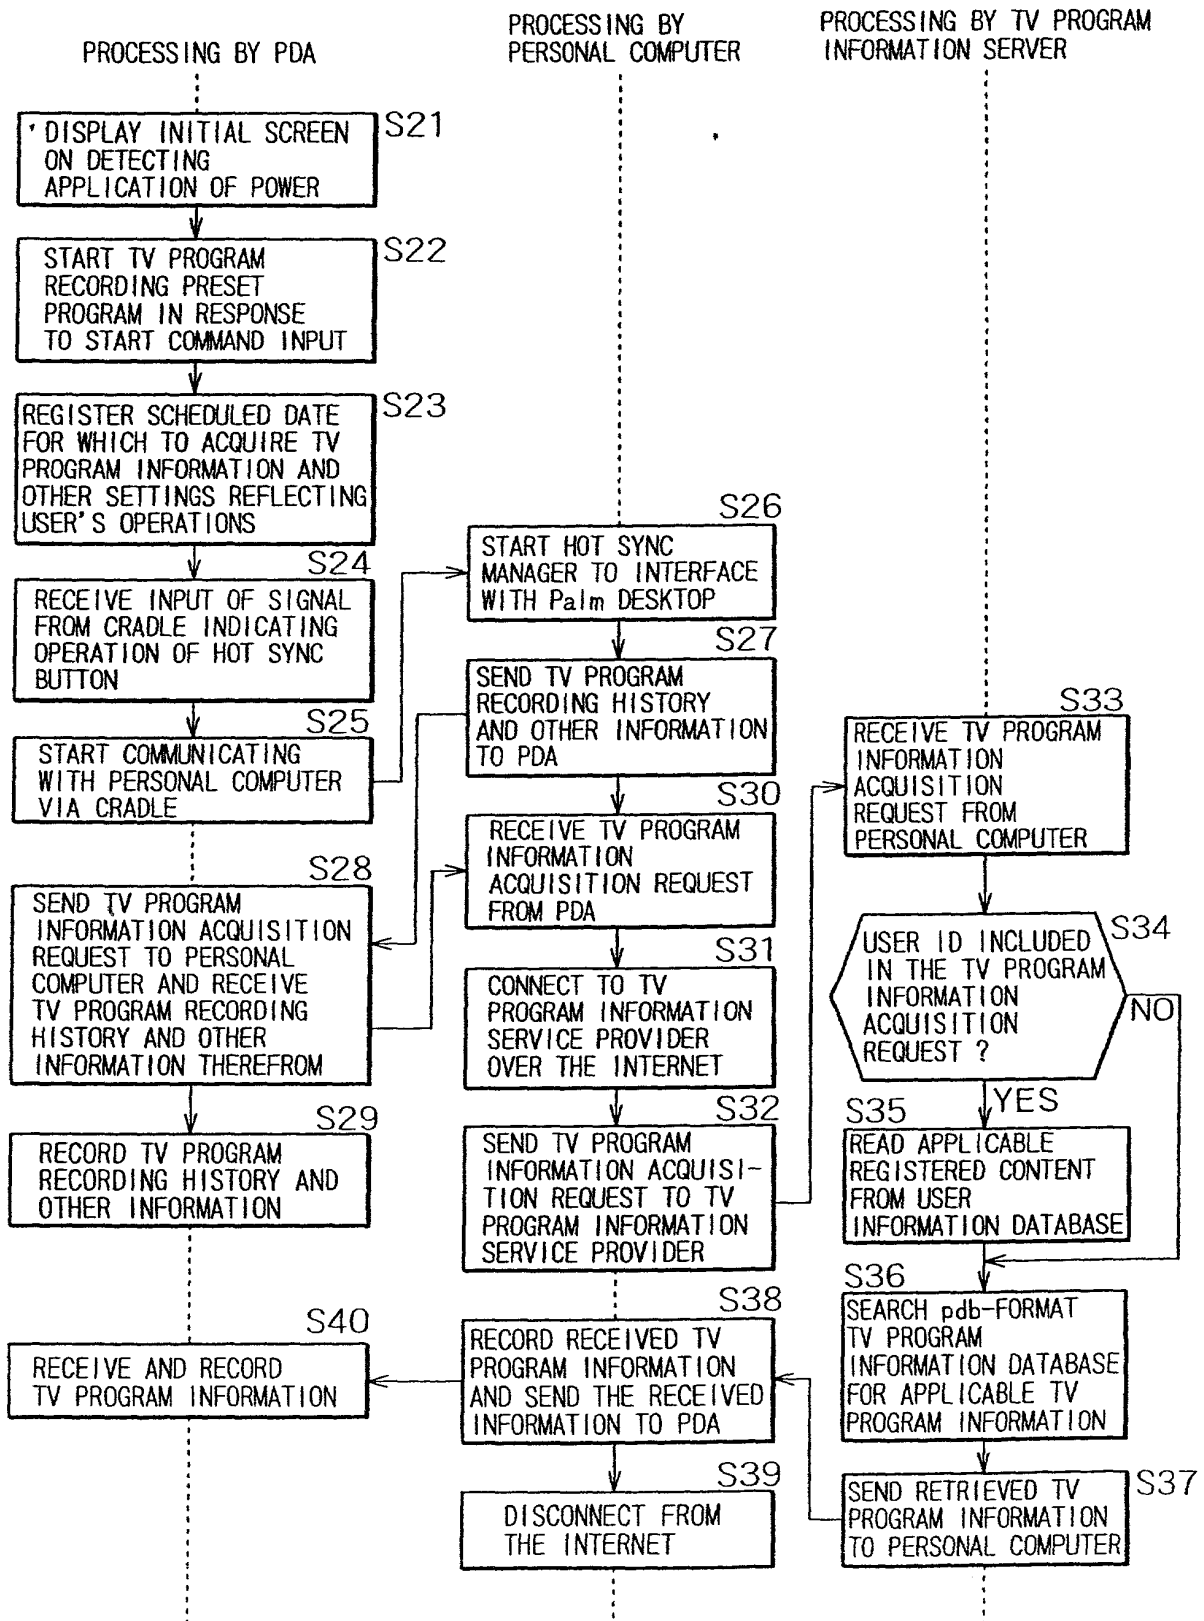 PROCESSING BY PDA
PROCESSING BY
PERSONAL COMPUTER
PROCESSING BY TV PROGRAM
INFORMATION SERVER
S21
DISPLAY INITIAL SCREEN
ON DETECTING
APPLICATION OF POWER
S22
START TV PROGRAM
RECORDING PRESET
PROGRAM IN RESPONSE
TO START COMMAND INPUT
S23
REGISTER SCHEDULED DATE
FOR WHICH TO ACQUIRE TV
PROGRAM INFORMATION AND
OTHER SETTINGS REFLECTING
USER'S OPERATIONS
S24
RECEIVE INPUT OF SIGNAL
FROM CRADLE INDICATING
OPERATION OF HOT SYNC
BUTTON
S25
START COMMUNICATING
WITH PERSONAL COMPUTER
VIA CRADLE
S26
START HOT SYNC
MANAGER TO INTERFACE
WITH Palm DESKTOP
S27
SEND TV PROGRAM
RECORDING HISTORY
AND OTHER INFORMATION
TO PDA
S28
SEND TV PROGRAM
INFORMATION ACQUISITION
REQUEST TO PERSONAL
COMPUTER AND RECEIVE
TV PROGRAM RECORDING
HISTORY AND OTHER
INFORMATION THEREFROM
S29
RECORD TV PROGRAM
RECORDING HISTORY AND
OTHER INFORMATION
S30
RECEIVE TV PROGRAM
INFORMATION
ACQUISITION REQUEST
FROM PDA
S31
CONNECT TO TV
PROGRAM INFORMATION
SERVICE PROVIDER
OVER THE INTERNET
S32
SEND TV PROGRAM
INFORMATION ACQUISI-
TION REQUEST TO TV
PROGRAM INFORMATION
SERVICE PROVIDER
S33
RECEIVE TV PROGRAM
INFORMATION
ACQUISITION
REQUEST FROM
PERSONAL COMPUTER
S34
USER ID INCLUDED
IN THE TV PROGRAM
INFORMATION
ACQUISITION
REQUEST ?
NO
YES
S35
READ APPLICABLE
REGISTERED CONTENT
FROM USER
INFORMATION DATABASE
S36
SEARCH pdb-FORMAT
TV PROGRAM
INFORMATION DATABASE
FOR APPLICABLE TV
PROGRAM INFORMATION
S37
SEND RETRIEVED TV
PROGRAM INFORMATION
TO PERSONAL COMPUTER
S38
RECORD RECEIVED TV
PROGRAM INFORMATION
AND SEND THE RECEIVED
INFORMATION TO PDA
S39
DISCONNECT FROM
THE INTERNET
S40
RECEIVE AND RECORD
TV PROGRAM INFORMATION